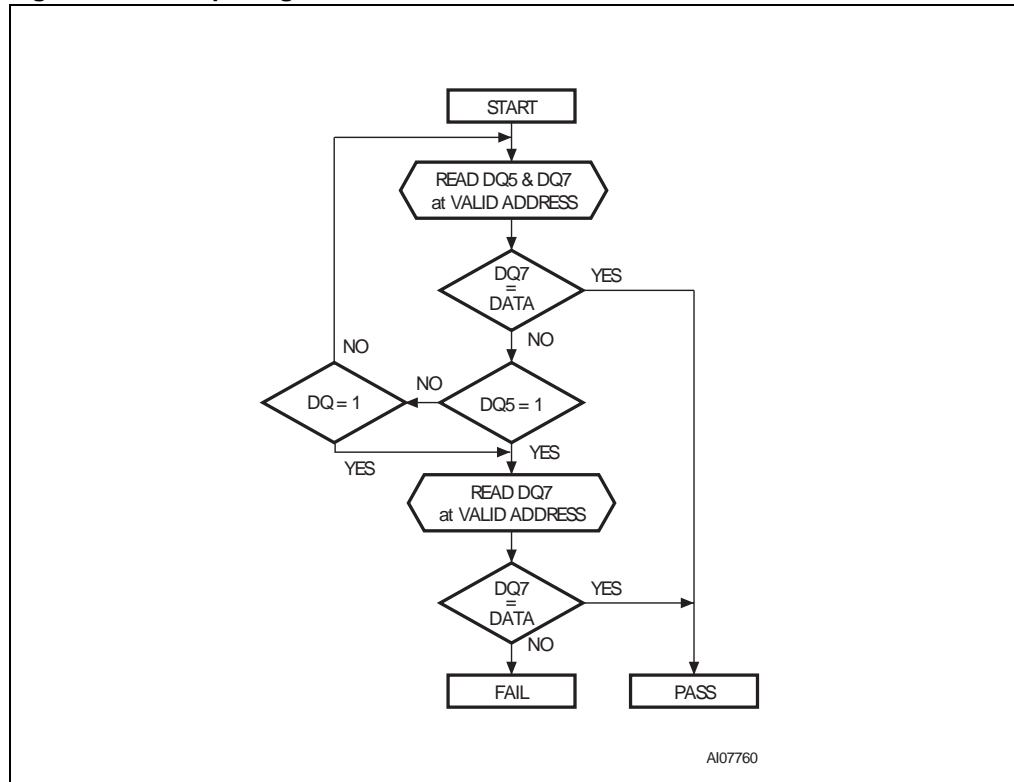 START
READ DQ5 & DQ7
at VALID ADDRESS
DQ7
=
DATA
YES
NO
DQ5 = 1
NO
DQ = 1
NO
YES
YES
READ DQ7
at VALID ADDRESS
DQ7
=
DATA
YES
NO
FAIL
PASS
AI07760